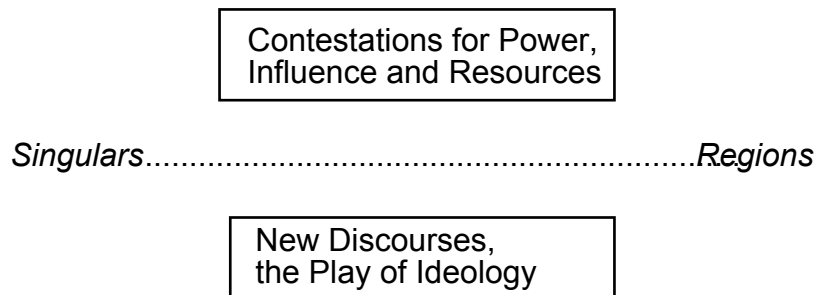 Contestations for Power,
Influence and Resources
Singulars..................................................................Regions
New Discourses,
the Play of Ideology